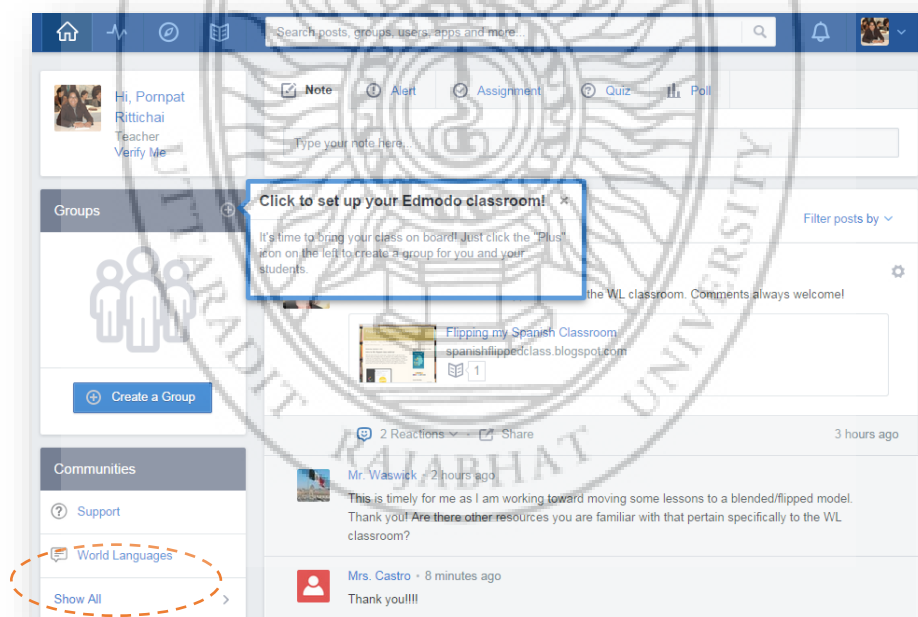 Search posts, groups, users, apps and more...
Hi, Pornpat
Rittichai
Teacher
Verify Me
Note
Alert
Assignment
Quiz
Poll
Type your note here...
Groups
Click to set up your Edmodo classroom! ×
It's time to bring your class on board! Just click the "Plus"
icon on the left to create a group for you and your
students.
Filter posts by
the WL classroom. Comments always welcome!
Flipping my Spanish Classroom
spanishflippedclass.blogspot.com
1
Create a Group
2 Reactions
Share
3 hours ago
Communities
Support
World Languages
Show All
Mr. Waswick • 2 hours ago
This is timely for me as I am working toward moving some lessons to a blended/flipped model.
Thank you! Are there other resources you are familiar with that pertain specifically to the WL
classroom?
Mrs. Castro • 8 minutes ago
Thank you!!!!
UTTARADIT RAJABHAT UNIVERSITY